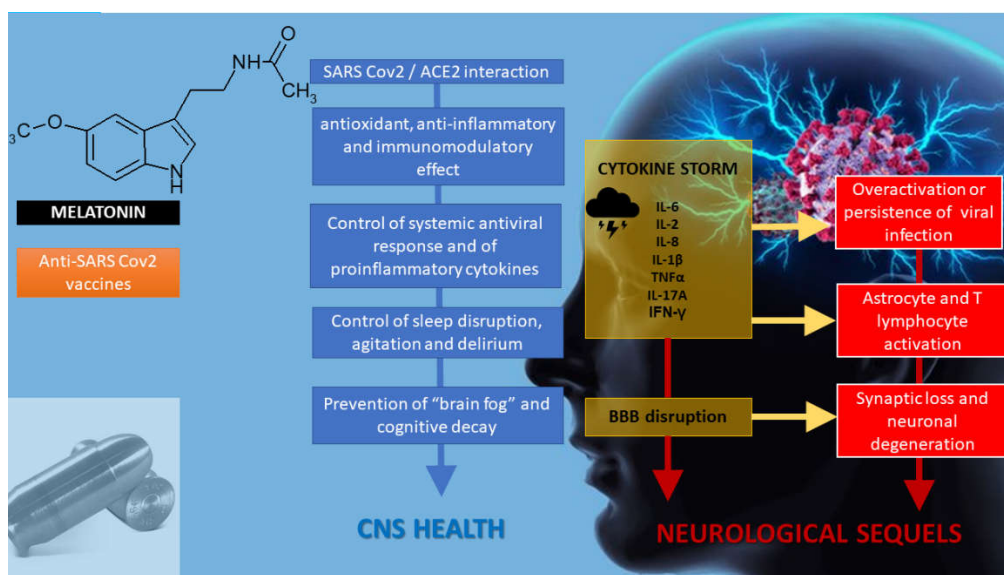 O
NH
CH3
C-O
3
N
H
MELATONIN
Anti-SARS Cov2
vaccines
SARS Cov2 / ACE2 interaction
antioxidant, anti-inflammatory
and immunomodulatory
effect
Control of systemic antiviral
response and of
proinflammatory cytokines
Control of sleep disruption,
agitation and delirium
Prevention of “brain fog” and
cognitive decay
CNS HEALTH
CYTOKINE STORM
IL-6
IL-2
IL-8
IL-1β
TNFα
IL-17A
IFN-γ
BBB disruption
Overactivation or
persistence of viral
infection
Astrocyte and T
lymphocyte
activation
Synaptic loss and
neuronal
degeneration
NEUROLOGICAL SEQUELS